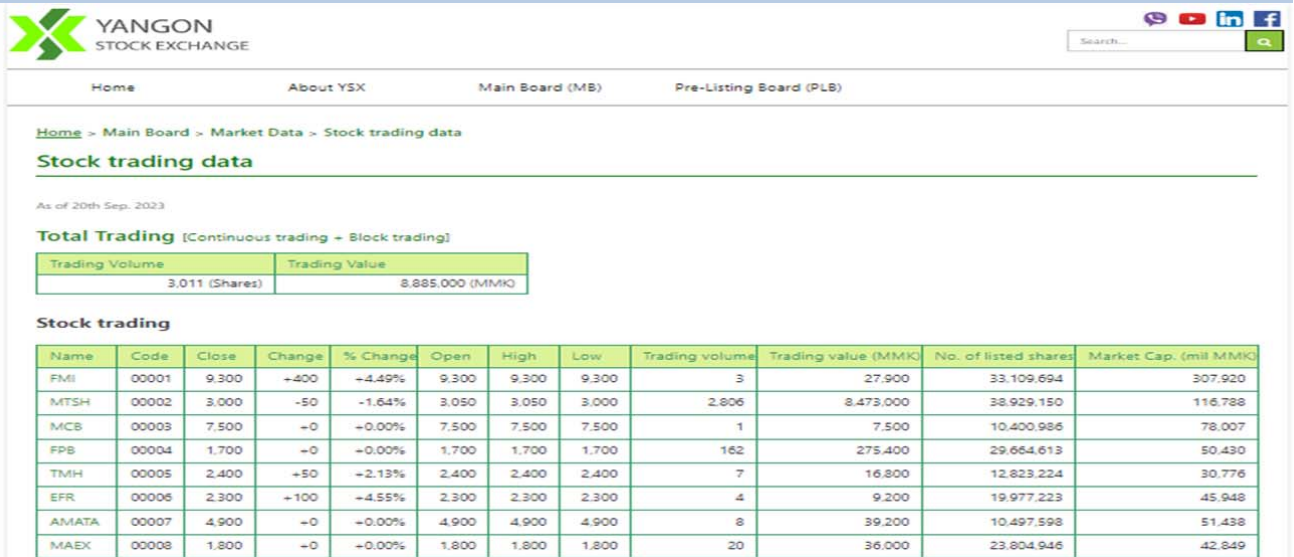 YANGON
STOCK EXCHANGE
Search...
Home About YSX Main Board (MB) Pre-Listing Board (PLB)
Home > Main Board > Market Data > Stock trading data
Stock trading data
As of 20th Sep. 2023
Total Trading [Continuous trading + Block trading]
Trading Volume Trading Value
3,011 (Shares) 8,885,000 (MMK)
Stock trading
Name Code Close Change % Change Open High Low Trading volume Trading value (MMK) No. of listed shares Market Cap. (mil MMK)
FMI 00001 9,300 +400 +4.49% 9,300 9,300 9,300 3 27,900 33,109,694 307,920
MTSH 00002 3,000 -50 -1.64% 3,050 3,050 3,000 2,806 8,473,000 38,929,150 116,788
MCB 00003 7,500 +0 +0.00% 7,500 7,500 7,500 1 7,500 10,400,986 78,007
FPB 00004 1,700 +0 +0.00% 1,700 1,700 1,700 162 275,400 29,664,613 50,430
TMH 00005 2,400 +50 +2.13% 2,400 2,400 2,400 7 16,800 12,823,224 30,776
EFR 00006 2,300 +100 +4.55% 2,300 2,300 2,300 4 9,200 19,977,223 45,948
AMATA 00007 4,900 +0 +0.00% 4,900 4,900 4,900 8 39,200 10,497,598 51,438
MAEX 00008 1,800 +0 +0.00% 1,800 1,800 1,800 20 36,000 23,804,946 42,849